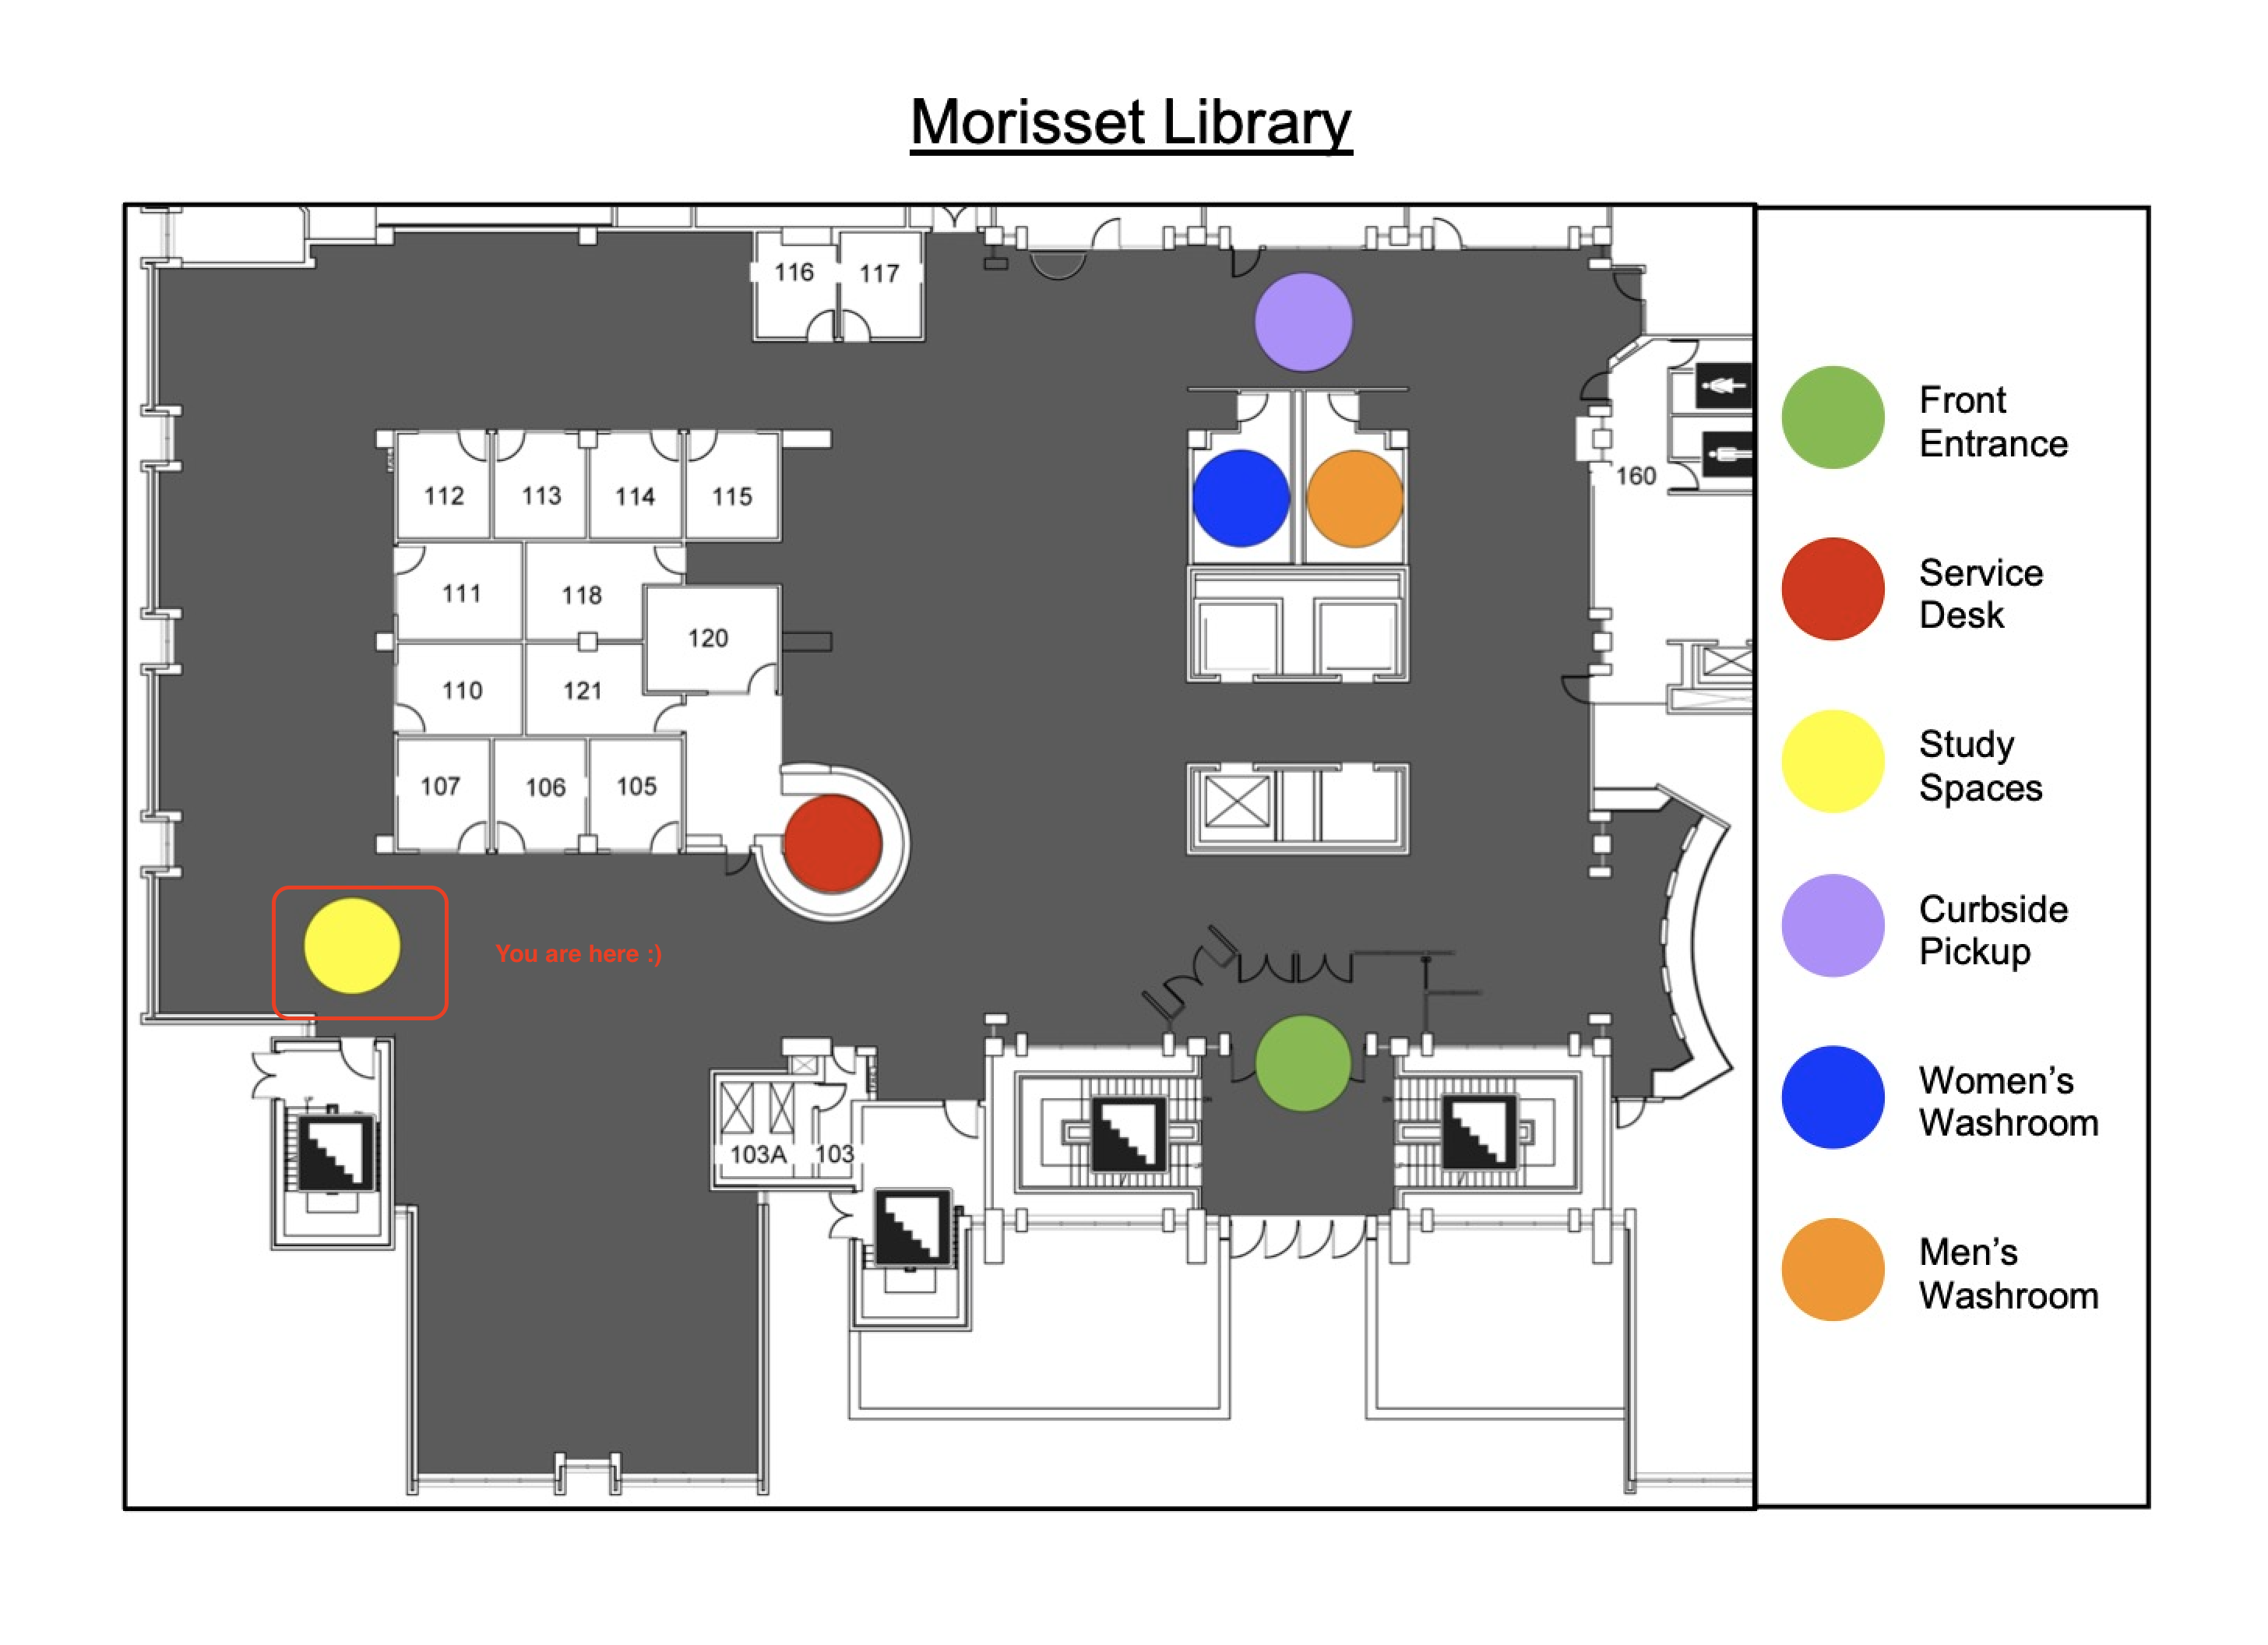 Morisset Library
116
117
112
113
114
115
160
111
118
120
110
121
107
106
105
You are here :)
103A
103
Front
Entrance
Service
Desk
Study
Spaces
Curbside
Pickup
Women’s
Washroom
Men’s
Washroom